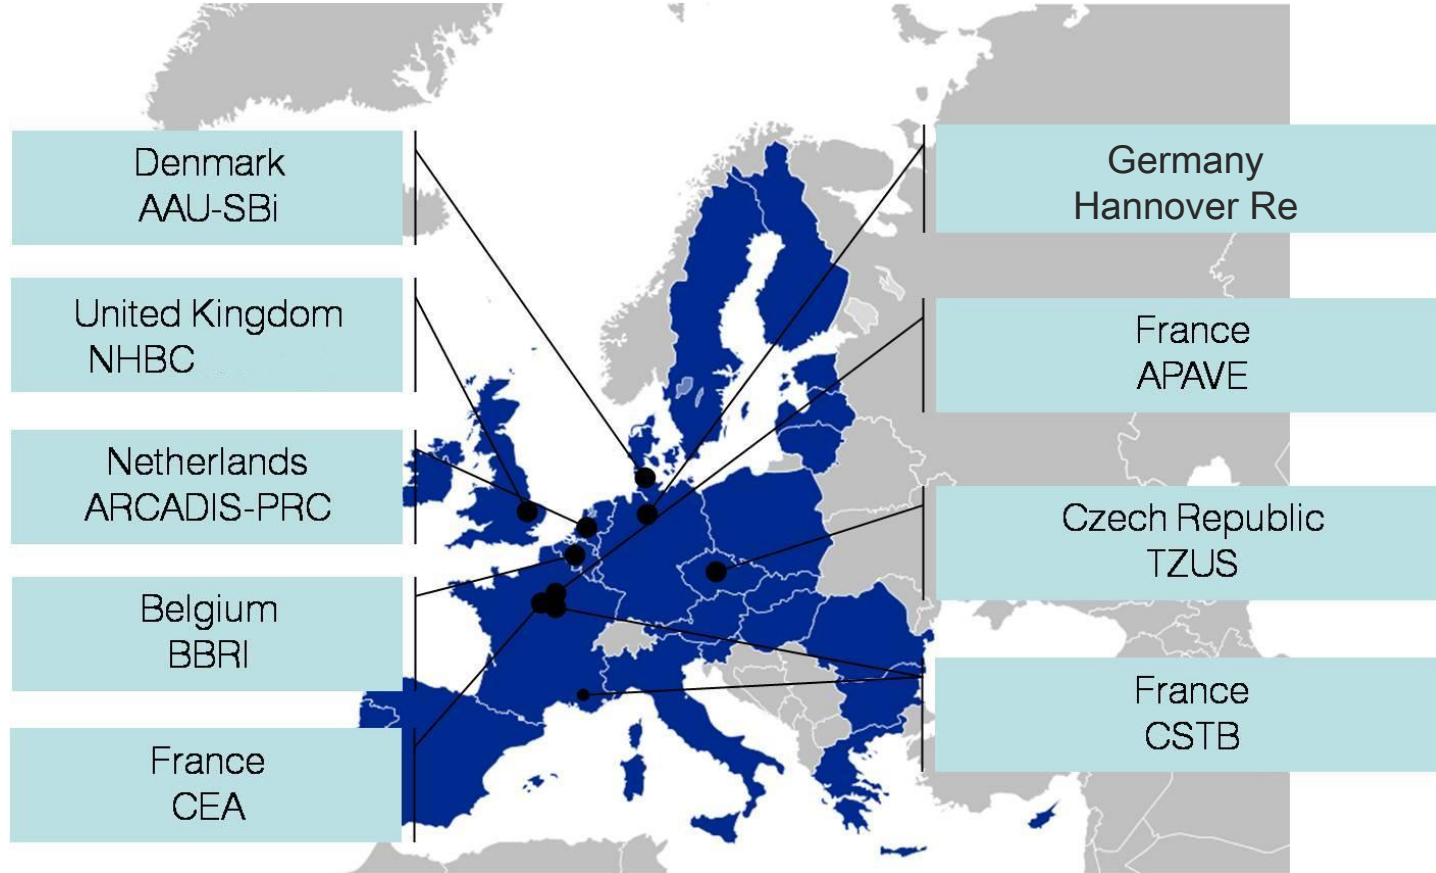 Denmark
AAU-SBi
United Kingdom
NHBC
Netherlands
ARCADIS-PRC
Belgium
BBRI
France
CEA
Germany
Hannover Re
France
APAVE
Czech Republic
TZUS
France
CSTB